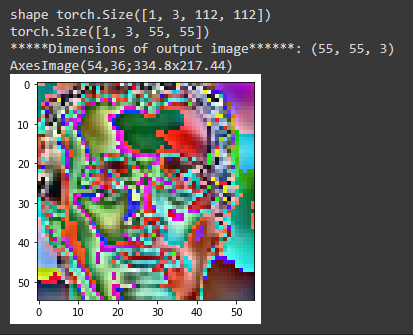 shape torch.Size([1, 3, 112, 112])
torch.Size([1, 3, 55, 55])
*****Dimensions of output image******: (55, 55, 3)
AxesImage(54,36;334.8x217.44)
0
10
20
30
40
50
0 10 20 30 40 50